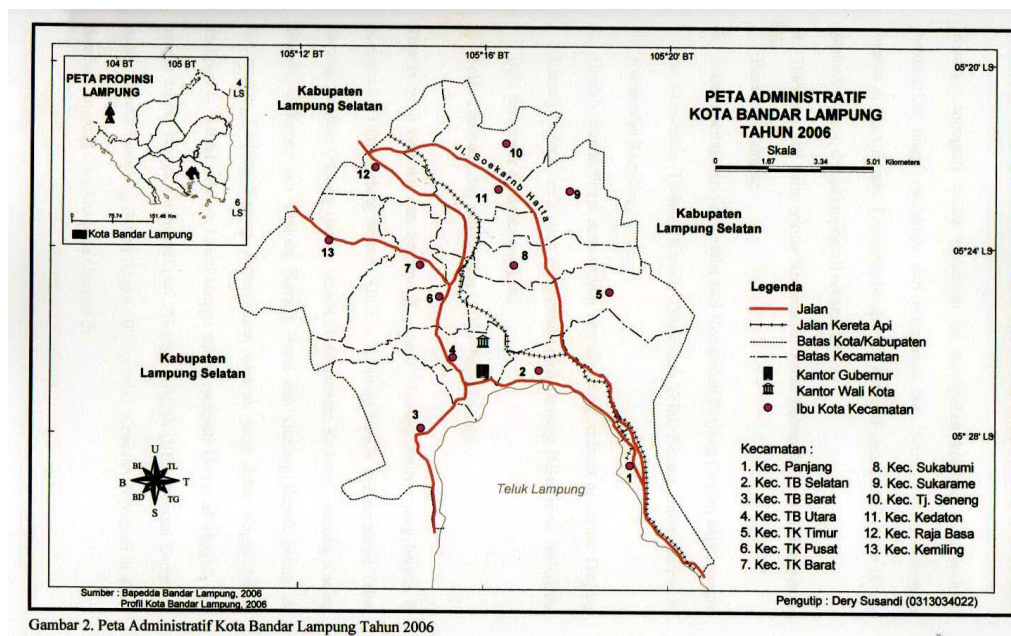 105°12' BT
105°16' BT
105°20' BT
104 BT
105 BT
PETA PROPINSI
LAMPUNG
4
LS
6
LS
0
75.74
151.48 Km
Kota Bandar Lampung
Kabupaten
Lampung Selatan
PETA ADMINISTRATIF
KOTA BANDAR LAMPUNG
TAHUN 2006
Skala
0
1.67
3.34
5.01 Kilometers
05°20' LS
05°24' LS
05°28' LS
Jl. Soekarnb Hatta
10
12
11
9
13
7
8
5
6
4
2
3
1
Kabupaten
Lampung Selatan
Kabupaten
Lampung Selatan
Teluk Lampung
U
BL
TL
B
T
BD
TG
S
Legenda
Jalan
Jalan Kereta Api
Batas Kota/Kabupaten
Batas Kecamatan
Kantor Gubernur
Kantor Wali Kota
Ibu Kota Kecamatan
Kecamatan :
1. Kec. Panjang
2. Kec. TB Selatan
3. Kec. TB Barat
4. Kec. TB Utara
5. Kec. TK Timur
6. Kec. TK Pusat
7. Kec. TK Barat
8. Kec. Sukabumi
9. Kec. Sukarame
10. Kec. Tj. Seneng
11. Kec. Kedaton
12. Kec. Raja Basa
13. Kec. Kemiling
Sumber : Bapedda Bandar Lampung, 2006
Profil Kota Bandar Lampung, 2006
Pengutip : Dery Susandi (0313034022)
Gambar 2. Peta Administratif Kota Bandar Lampung Tahun 2006